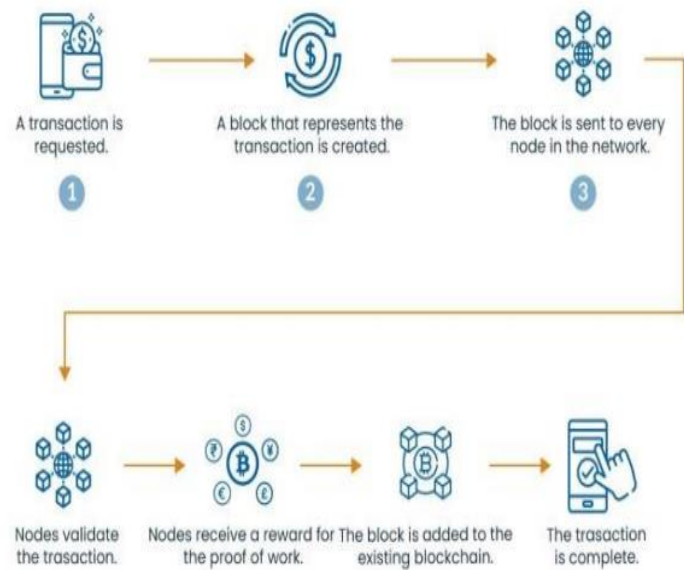 A transaction is
requested.
A block that represents the
transaction is created.
The block is sent to every
node in the network.
1
2
3
Nodes validate
the trasaction.
Nodes receive a reward for
the proof of work.
The block is added to the
existing blockchain.
The trasaction
is complete.